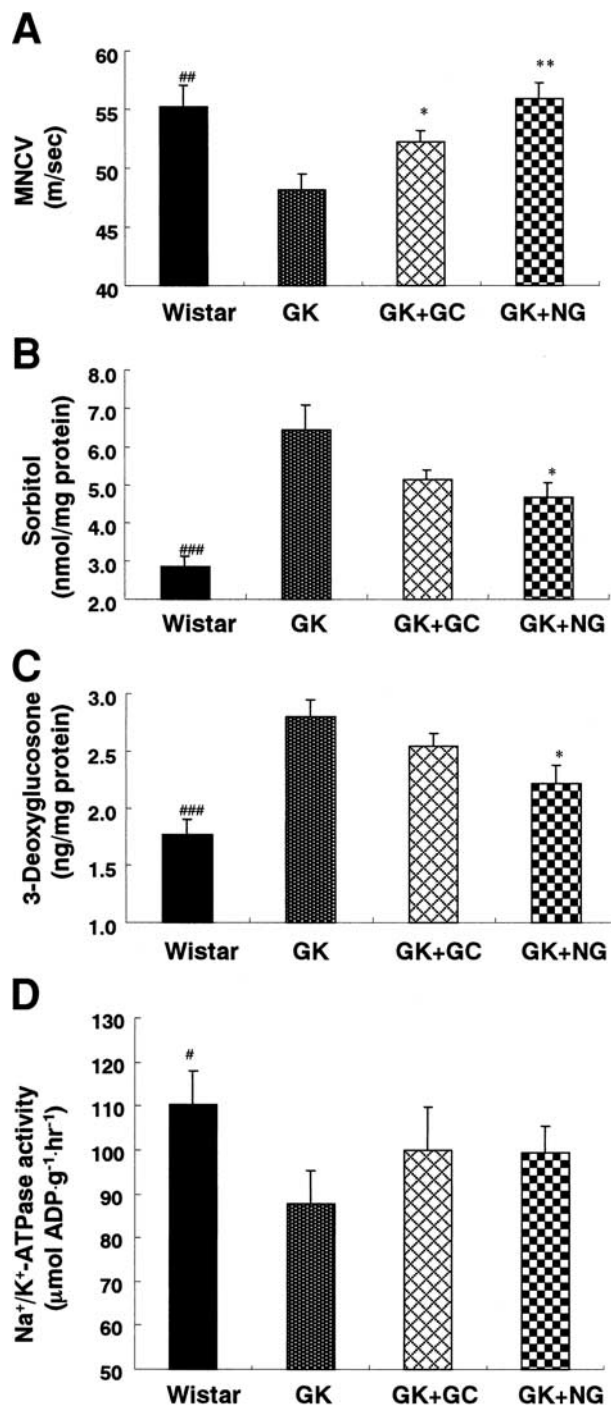 A
MNCV
(m/sec)
60
55
50
45
40
##
*
**
Wistar GK GK+GC GK+NG
B
Sorbitol
(nmol/mg protein)
8.0
7.0
6.0
5.0
4.0
3.0
2.0
###
*
Wistar GK GK+GC GK+NG
C
3-Deoxyglucosone
(ng/mg protein)
3.0
2.5
2.0
1.5
1.0
###
*
Wistar GK GK+GC GK+NG
D
Na⁺/K⁺-ATPase activity
(μmol ADP·g⁻¹·hr⁻¹)
130
120
110
100
90
80
70
60
50
#
Wistar GK GK+GC GK+NG